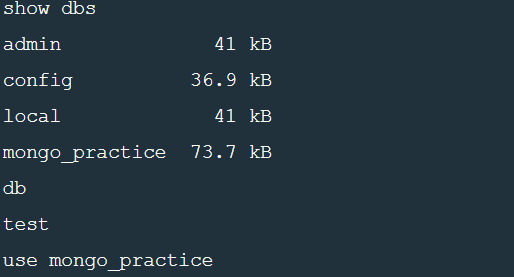 show dbs
admin 41 kB
config 36.9 kB
local 41 kB
mongo_practice 73.7 kB
db
test
use mongo_practice